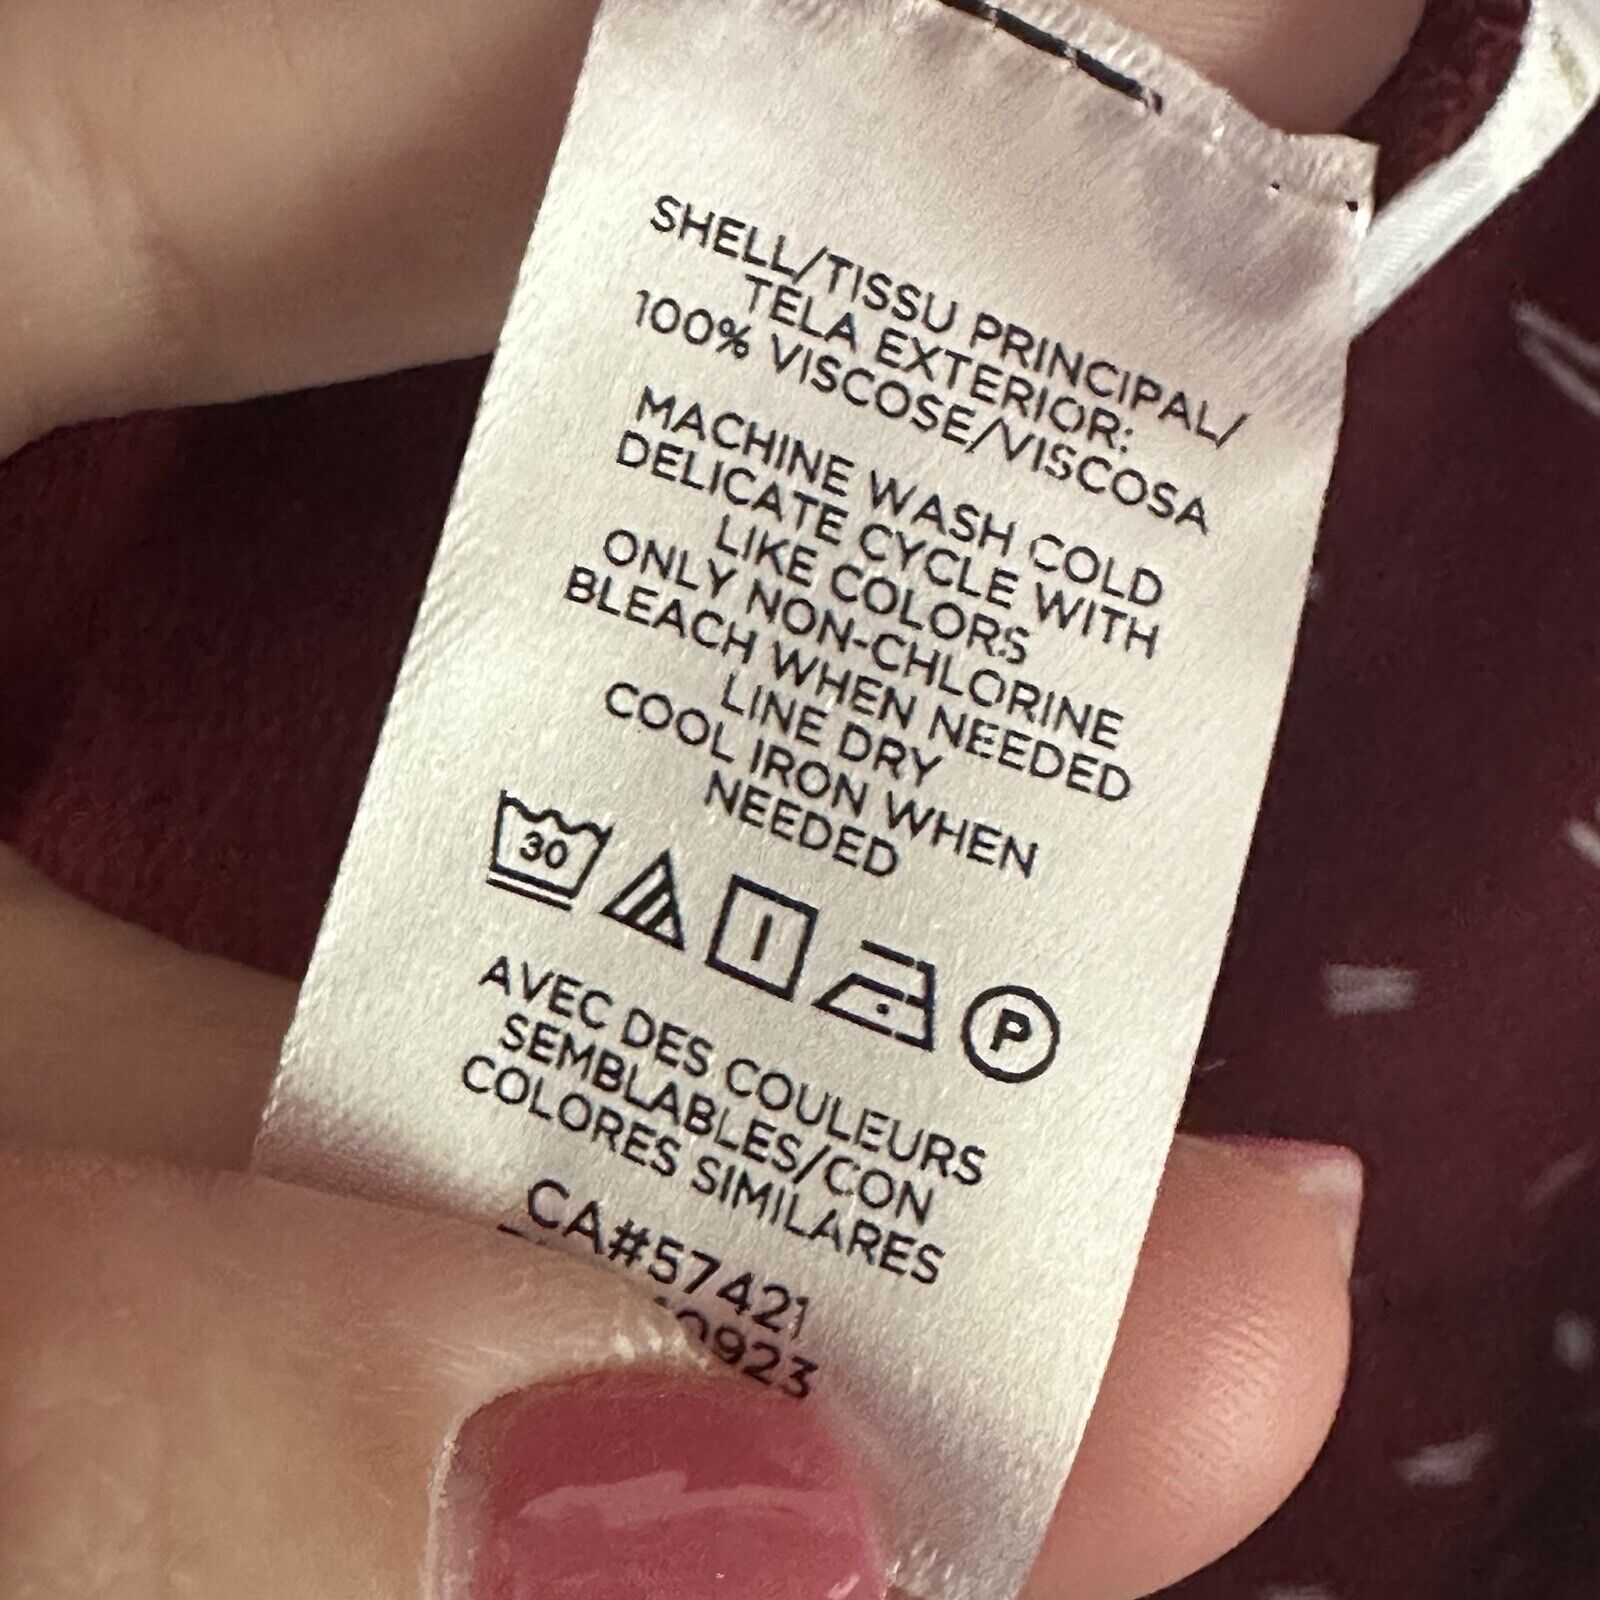 SHELL/TISSU PRINCIPAL/
TELA EXTERIOR:
100% VISCOSE/VISCOSA
MACHINE WASH COLD
DELICATE CYCLE WITH
LIKE COLORS
ONLY NON-CHLORINE
BLEACH WHEN NEEDED
LINE DRY
COOL IRON WHEN
NEEDED
30
P
AVEC DES COULEURS
SEMBLABLES/CON
COLORES SIMILARES
CA#57421
0923